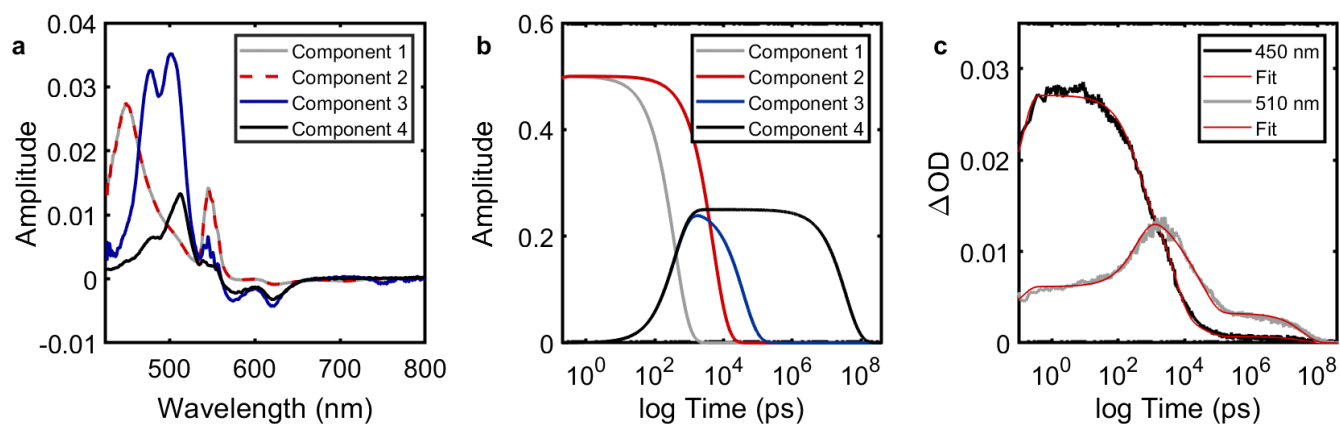 a
0.04
0.03
0.02
0.01
0
-0.01
Amplitude
500
600
700
800
Wavelength (nm)
Component 1
Component 2
Component 3
Component 4
b
0.6
0.4
0.2
0
Amplitude
10^0
10^2
10^4
10^6
10^8
log Time (ps)
Component 1
Component 2
Component 3
Component 4
c
0.03
0.02
0.01
0
ΔOD
10^0
10^2
10^4
10^6
10^8
log Time (ps)
450 nm
Fit
510 nm
Fit